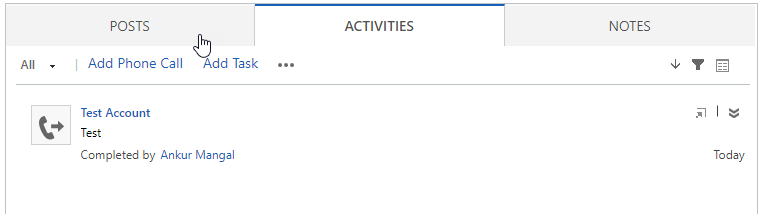 POSTS ACTIVITIES NOTES
All | Add Phone Call Add Task •••
Test Account
Test
Completed by Ankur Mangal Today